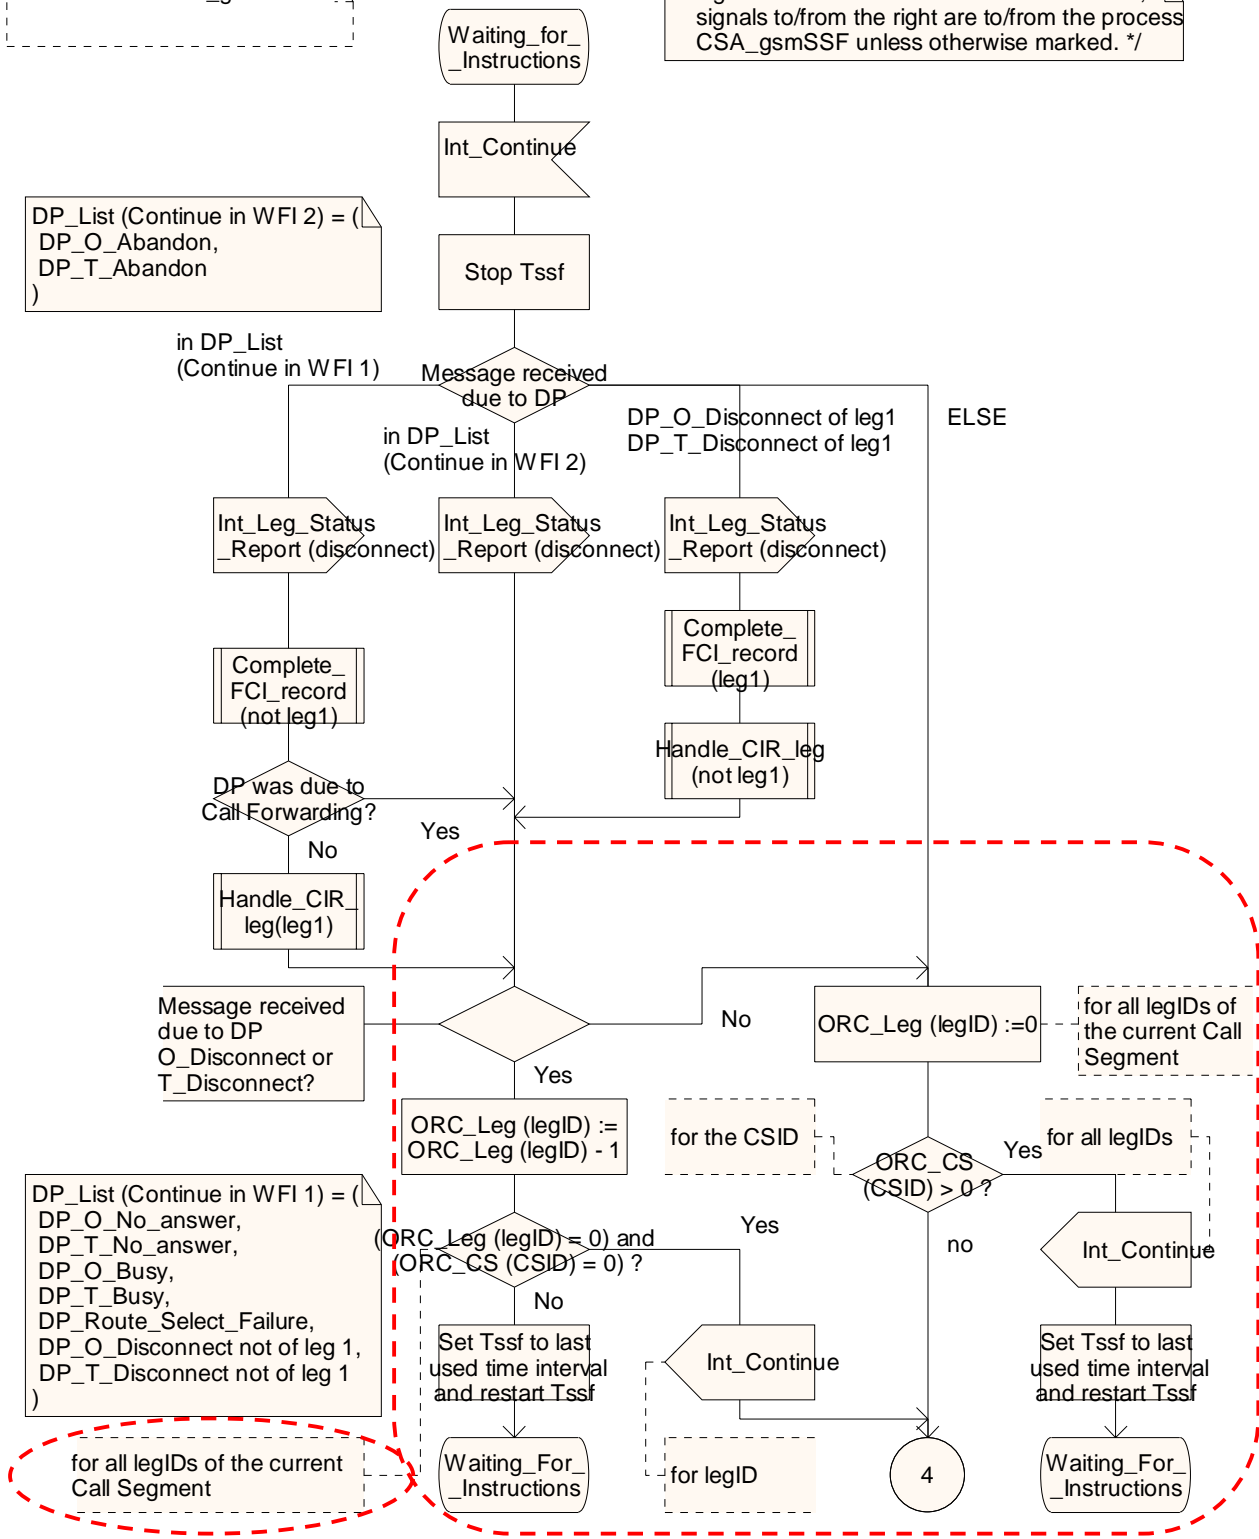 signals to/from the right are to/from the process
CSA_gsmSSF unless otherwise marked. */
Waiting_for_
_Instructions
Int_Continue
DP_List (Continue in WFI 2) = (
DP_O_Abandon,
DP_T_Abandon
)
Stop Tssf
in DP_List
(Continue in WFI 1)
Message received
due to DP
in DP_List
(Continue in WFI 2)
DP_O_Disconnect of leg1
DP_T_Disconnect of leg1
ELSE
Int_Leg_Status
_Report (disconnect)
Int_Leg_Status
_Report (disconnect)
Int_Leg_Status
_Report (disconnect)
Complete_
FCI_record
(not leg1)
Complete_
FCI_record
(leg1)
Handle_CIR_leg
(not leg1)
DP was due to
Call Forwarding?
Yes
No
Handle_CIR_
leg(leg1)
Message received
due to DP
O_Disconnect or
T_Disconnect?
No
Yes
ORC_Leg (legID) :=0
for all legIDs of
the current Call
Segment
ORC_Leg (legID) :=
ORC_Leg (legID) - 1
for the CSID
ORC_CS
(CSID) > 0 ?
Yes
for all legIDs
no
Int_Continue
DP_List (Continue in WFI 1) = (
DP_O_No_answer,
DP_T_No_answer,
DP_O_Busy,
DP_T_Busy,
DP_Route_Select_Failure,
DP_O_Disconnect not of leg 1,
DP_T_Disconnect not of leg 1
)
(ORC_Leg (legID) = 0) and
(ORC_CS (CSID) = 0) ?
Yes
No
Set Tssf to last
used time interval
and restart Tssf
Int_Continue
Set Tssf to last
used time interval
and restart Tssf
for all legIDs of the current
Call Segment
Waiting_For_
_Instructions
for legID
4
Waiting_For_
_Instructions